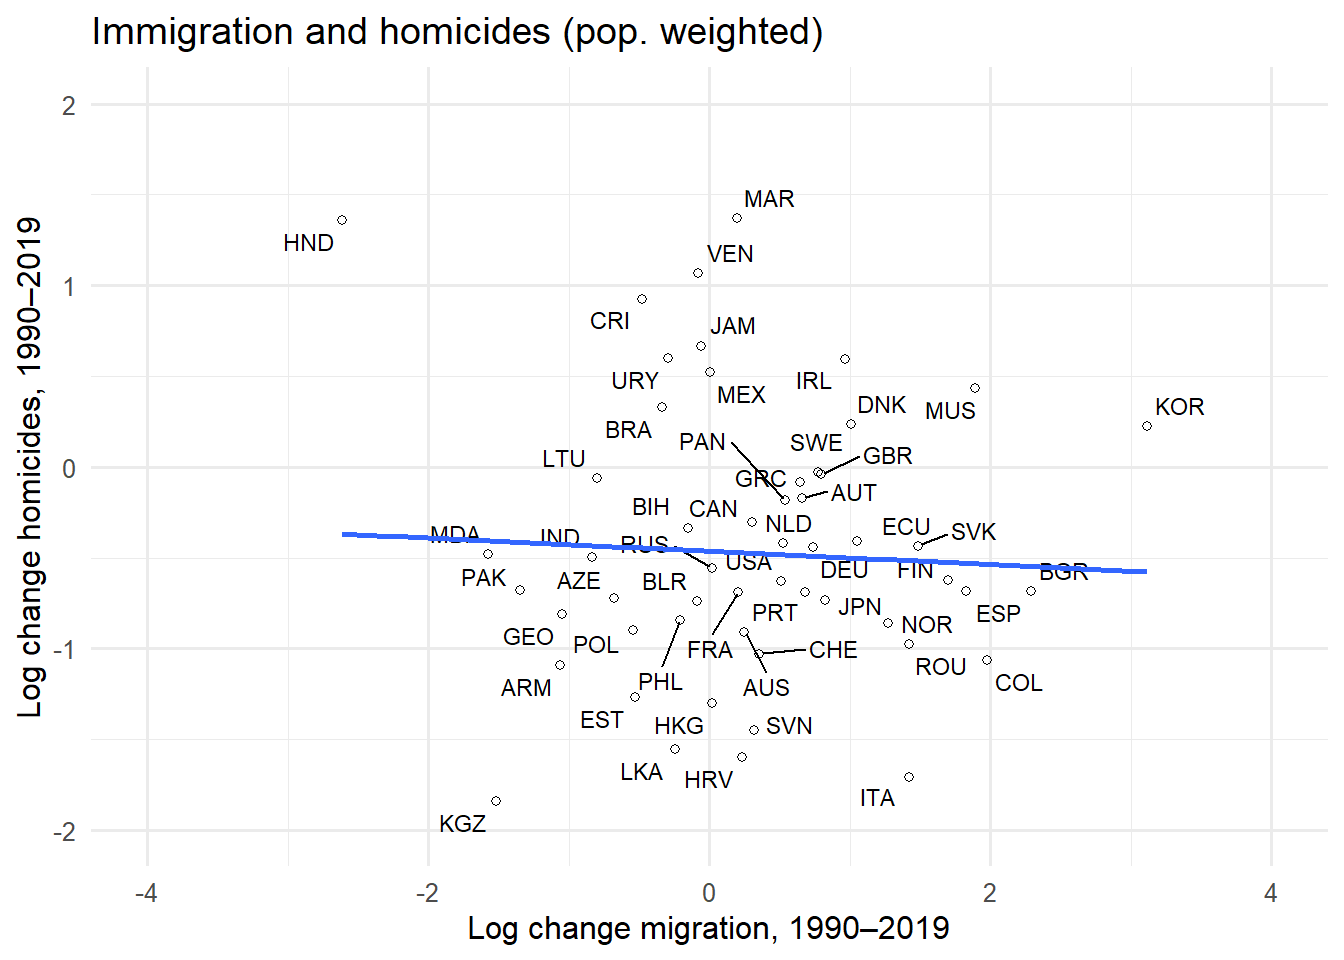 Immigration and homicides (pop. weighted)
Log change homicides, 1990–2019
2
1
0
-1
-2
MAR
HND
VEN
CRI
JAM
URY
MEX
IRL
DNK
MUS
KOR
BRA
PAN
SWE
GBR
LTU
GRC
AUT
BIH
CAN
NLD
ECU
SVK
MDA
IND
RUS
USA
DEU
FIN
BGR
PAK
AZE
BLR
PRT
JPN
ESP
GEO
POL
FRA
CHE
NOR
ROU
ARM
PHL
AUS
COL
EST
HKG
SVN
LKA
HRV
ITA
KGZ
-4
-2
0
2
4
Log change migration, 1990–2019